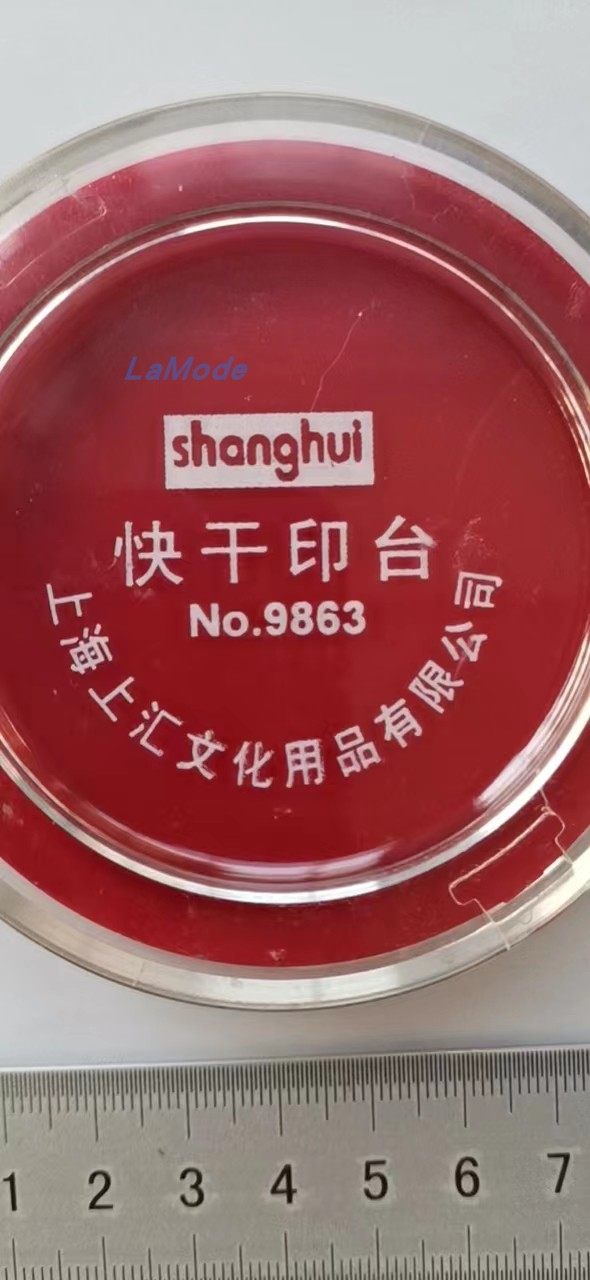 LaMode
shanghui
快干印台
No.9863
上海上汇文化用品有限公司
1 2 3 4 5 6 7